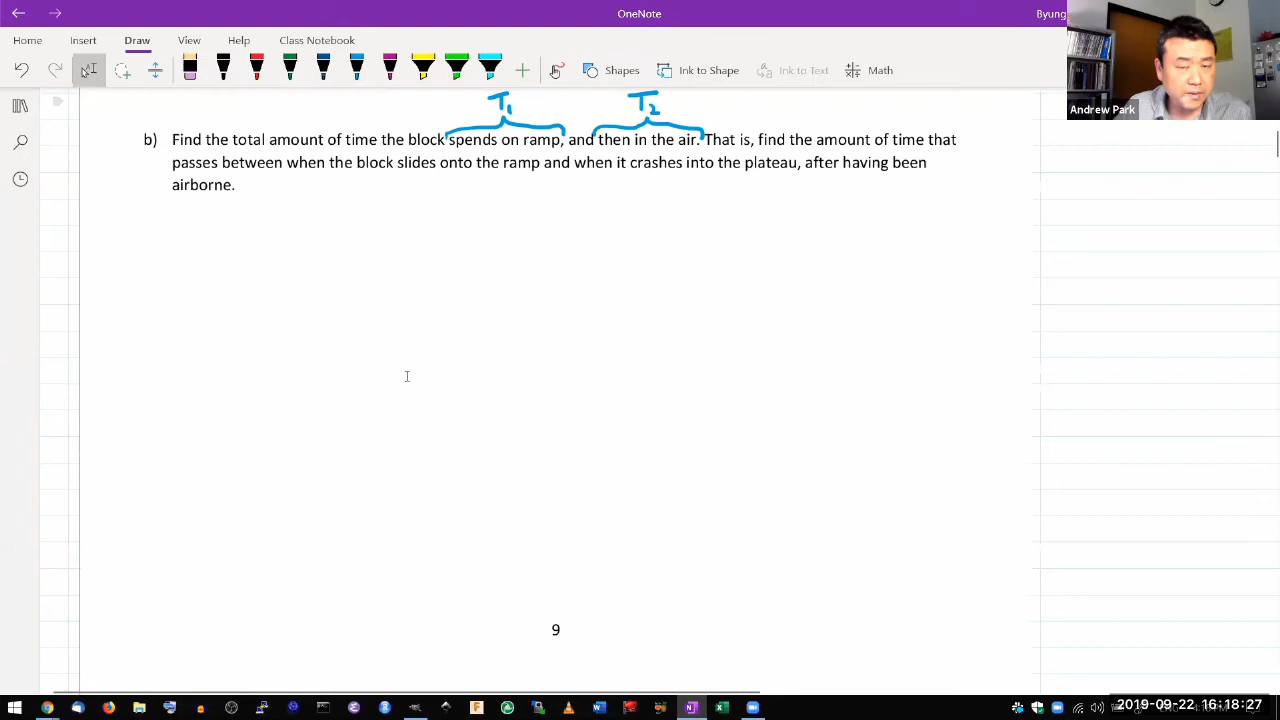 OneNote
Byung
Home Insert Draw View Help Class Notebook
Shapes Ink to Shape Ink to Text Math
Andrew Park
T1 T2
b) Find the total amount of time the block spends on ramp, and then in the air. That is, find the amount of time that
passes between when the block slides onto the ramp and when it crashes into the plateau, after having been
airborne.
9
2019-09-22 16:18:27